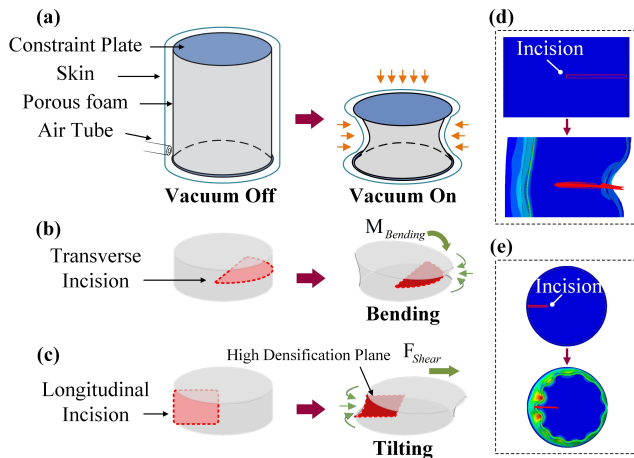 (a)
Constraint Plate
Skin
Porous foam
Air Tube
Vacuum Off
Vacuum On
(b)
Transverse
Incision
M Bending
Bending
(c)
Longitudinal
Incision
High Densification Plane
F Shear
Tilting
(d)
Incision
(e)
Incision